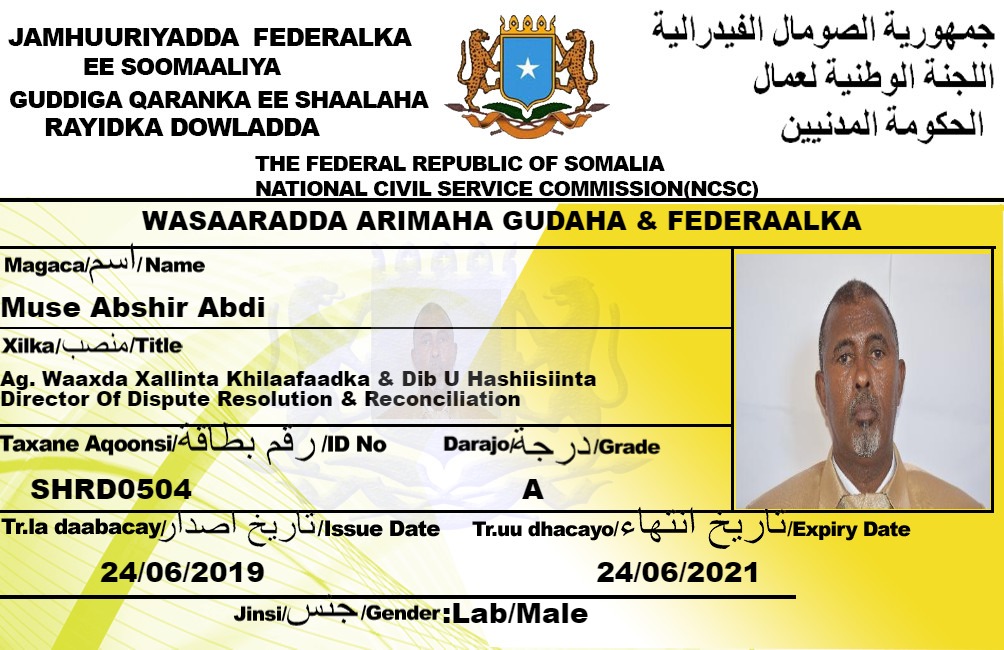 JAMHUURIYADDA FEDERALKA
EE SOOMAALIYA
GUDDIGA QARANKA EE SHAALAHA
RAYIDKA DOWLADDA
جمهورية الصومال الفيدرالية
اللجنة الوطنية لعمال
الحكومة المدنيين
THE FEDERAL REPUBLIC OF SOMALIA
NATIONAL CIVIL SERVICE COMMISSION(NCSC)
WASAARADDA ARIMAHA GUDAHA & FEDERAALKA
Magaca/اسم/Name
Muse Abshir Abdi
Xilka/منصب/Title
Ag. Waaxda Xallinta Khilaafaadka & Dib U Hashiisiinta
Director Of Dispute Resolution & Reconciliation
Taxane Aqoonsi/رقم بطاقة/ID No Darajo/درجة/Grade
SHRD0504 A
Tr.la daabacay/تاريخ اصدار/Issue Date Tr.uu dhacayo/تاريخ انتهاء/Expiry Date
24/06/2019 24/06/2021
Jinsi/جنس/Gender:Lab/Male